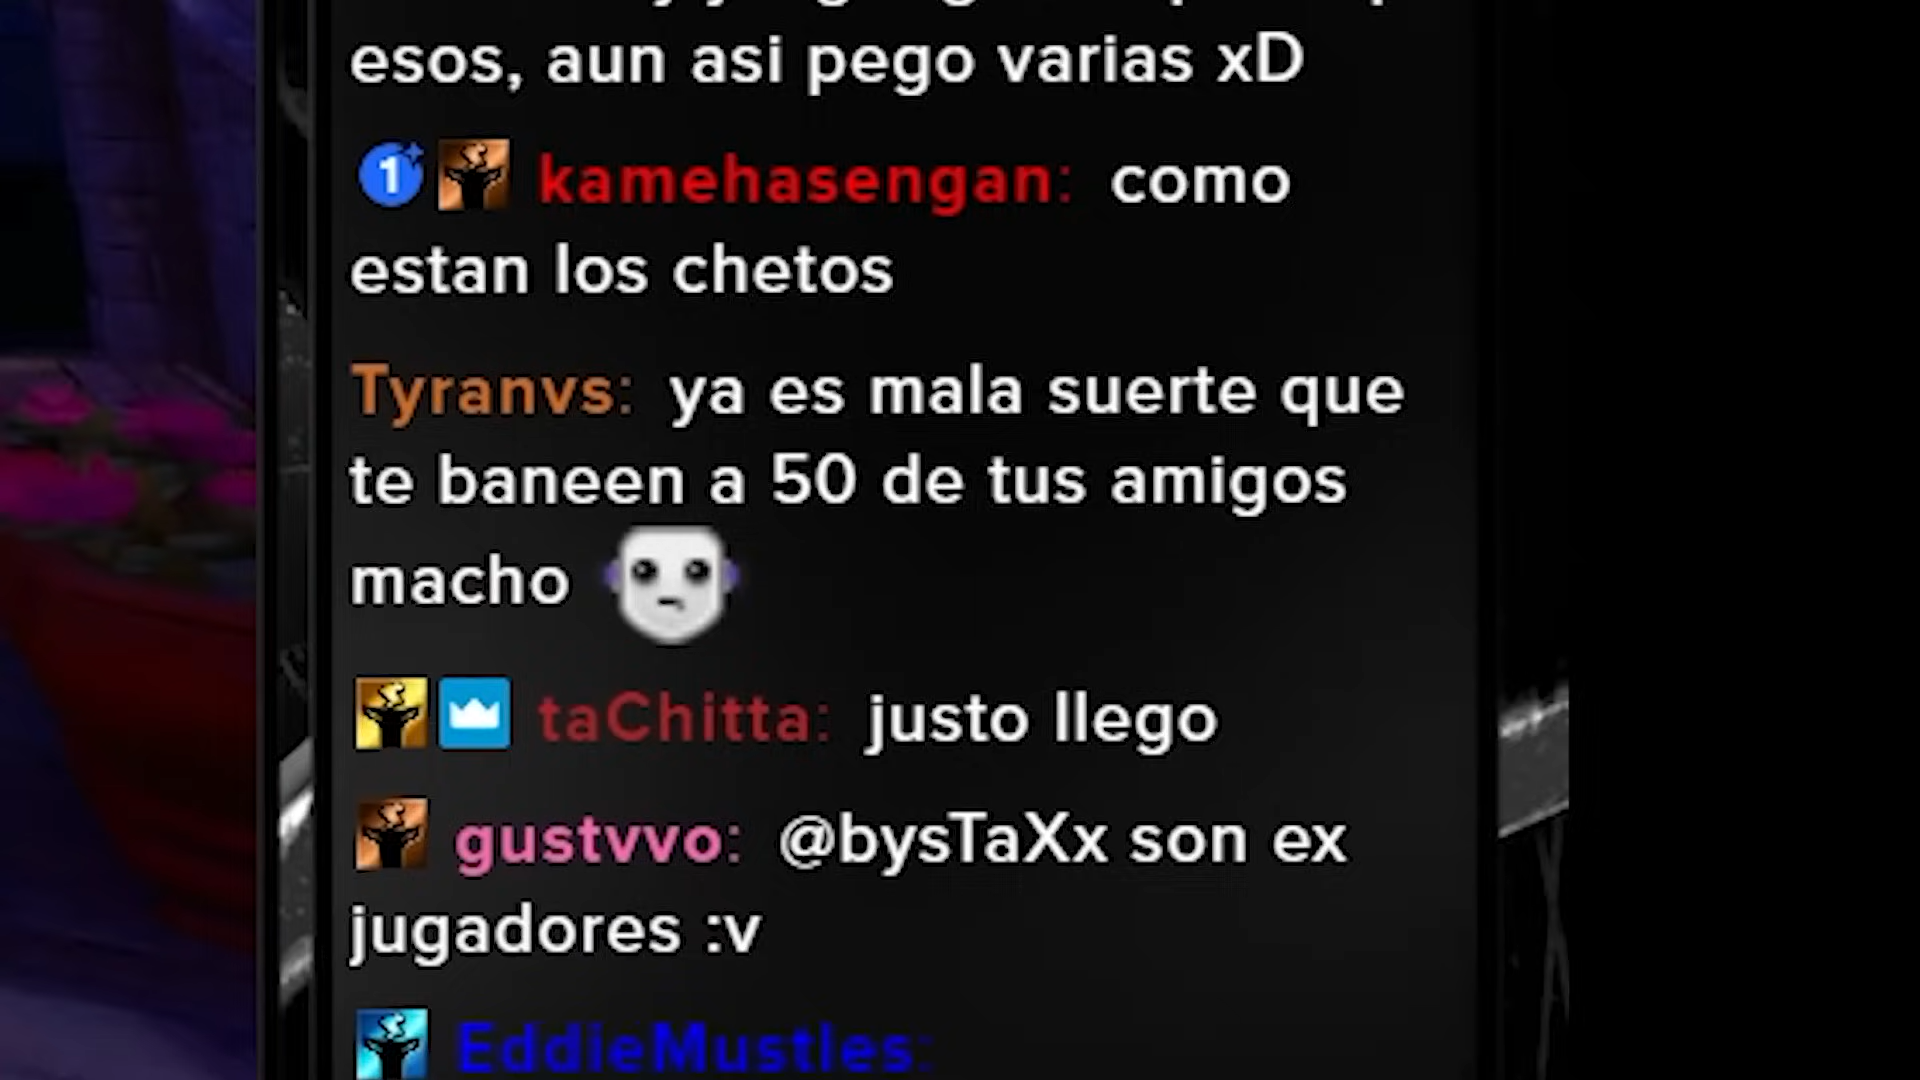 esos, aun asi pego varias xD
1 kamehasengan: como
estan los chetos
Tyranvs: ya es mala suerte que
te baneen a 50 de tus amigos
macho
taChitta: justo llego
gustvvo: @bysTaXx son ex
jugadores :v
EddieMustles: